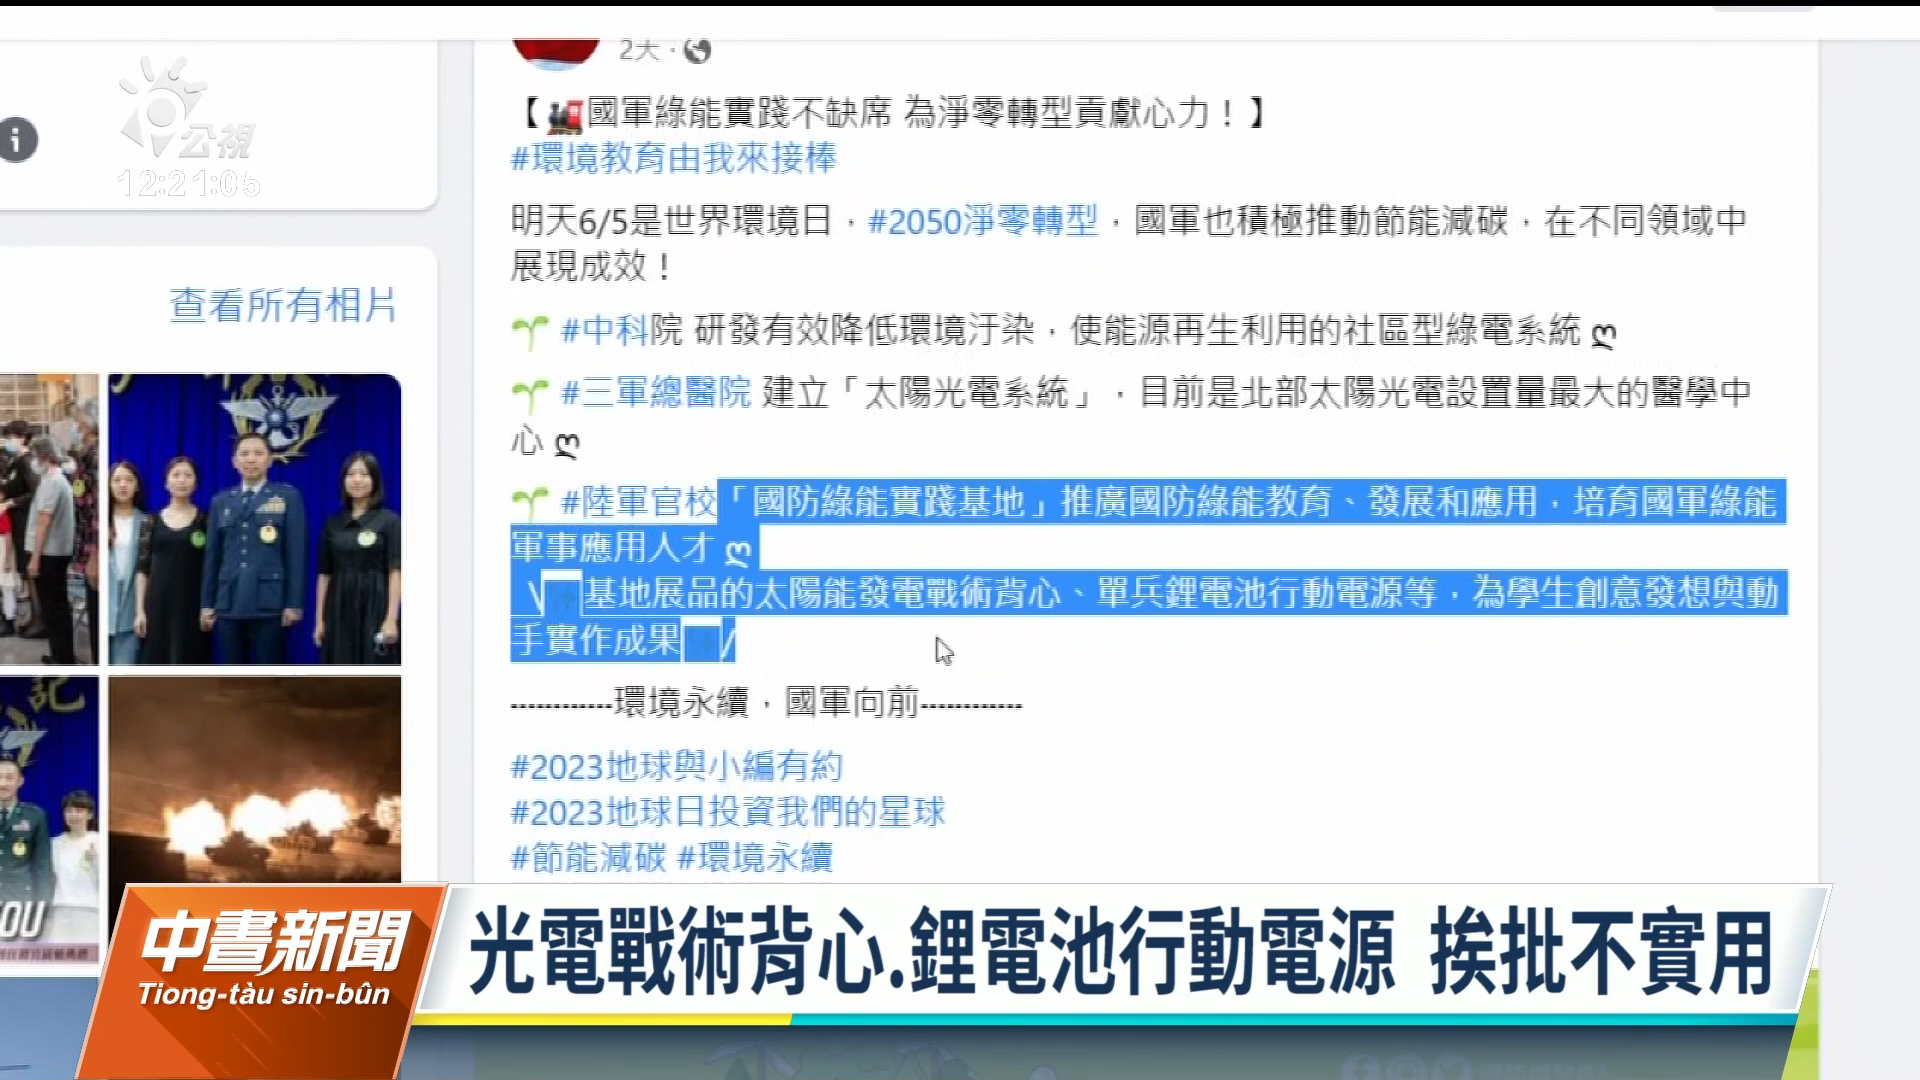 2天
公視
12:21:05
【國軍綠能實踐不缺席 為淨零轉型貢獻心力！】
#環境教育由我來接棒
明天6/5是世界環境日，#2050淨零轉型，國軍也積極推動節能減碳，在不同領域中
展現成效！
查看所有相片
#中科院 研發有效降低環境汙染，使能源再生利用的社區型綠電系統ღ
#三軍總醫院 建立「太陽光電系統」，目前是北部太陽光電設置量最大的醫學中
心ღ
#陸軍官校「國防綠能實踐基地」推廣國防綠能教育、發展和應用，培育國軍綠能
軍事應用人才ღ
\基地展品的太陽能發電戰術背心、單兵鋰電池行動電源等，為學生創意發想與動
手實作成果/
------------環境永續，國軍向前------------
#2023地球與小編有約
#2023地球日投資我們的星球
#節能減碳 #環境永續
記
YOU
中晝新聞
Tiong-tàu sin-bûn
光電戰術背心.鋰電池行動電源 挨批不實用